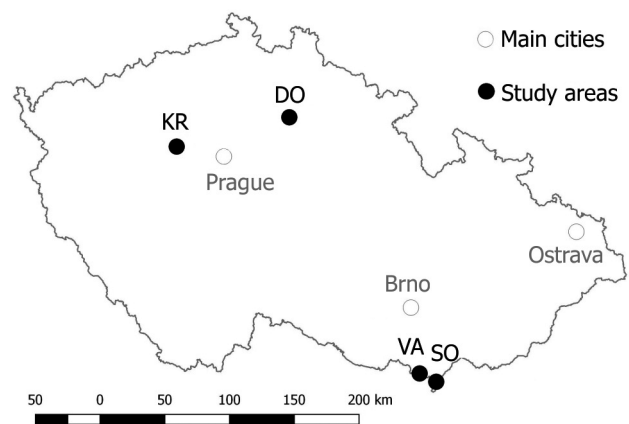 Main cities
Study areas
DO
KR
Prague
Ostrava
Brno
VA SO
50 0 50 100 150 200 km